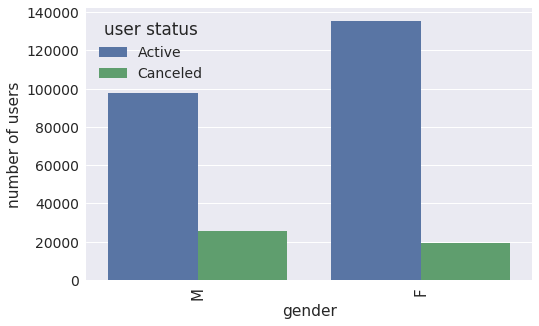 140000
120000
100000
80000
60000
40000
20000
0
number of users
user status
Active
Canceled
M
F
gender